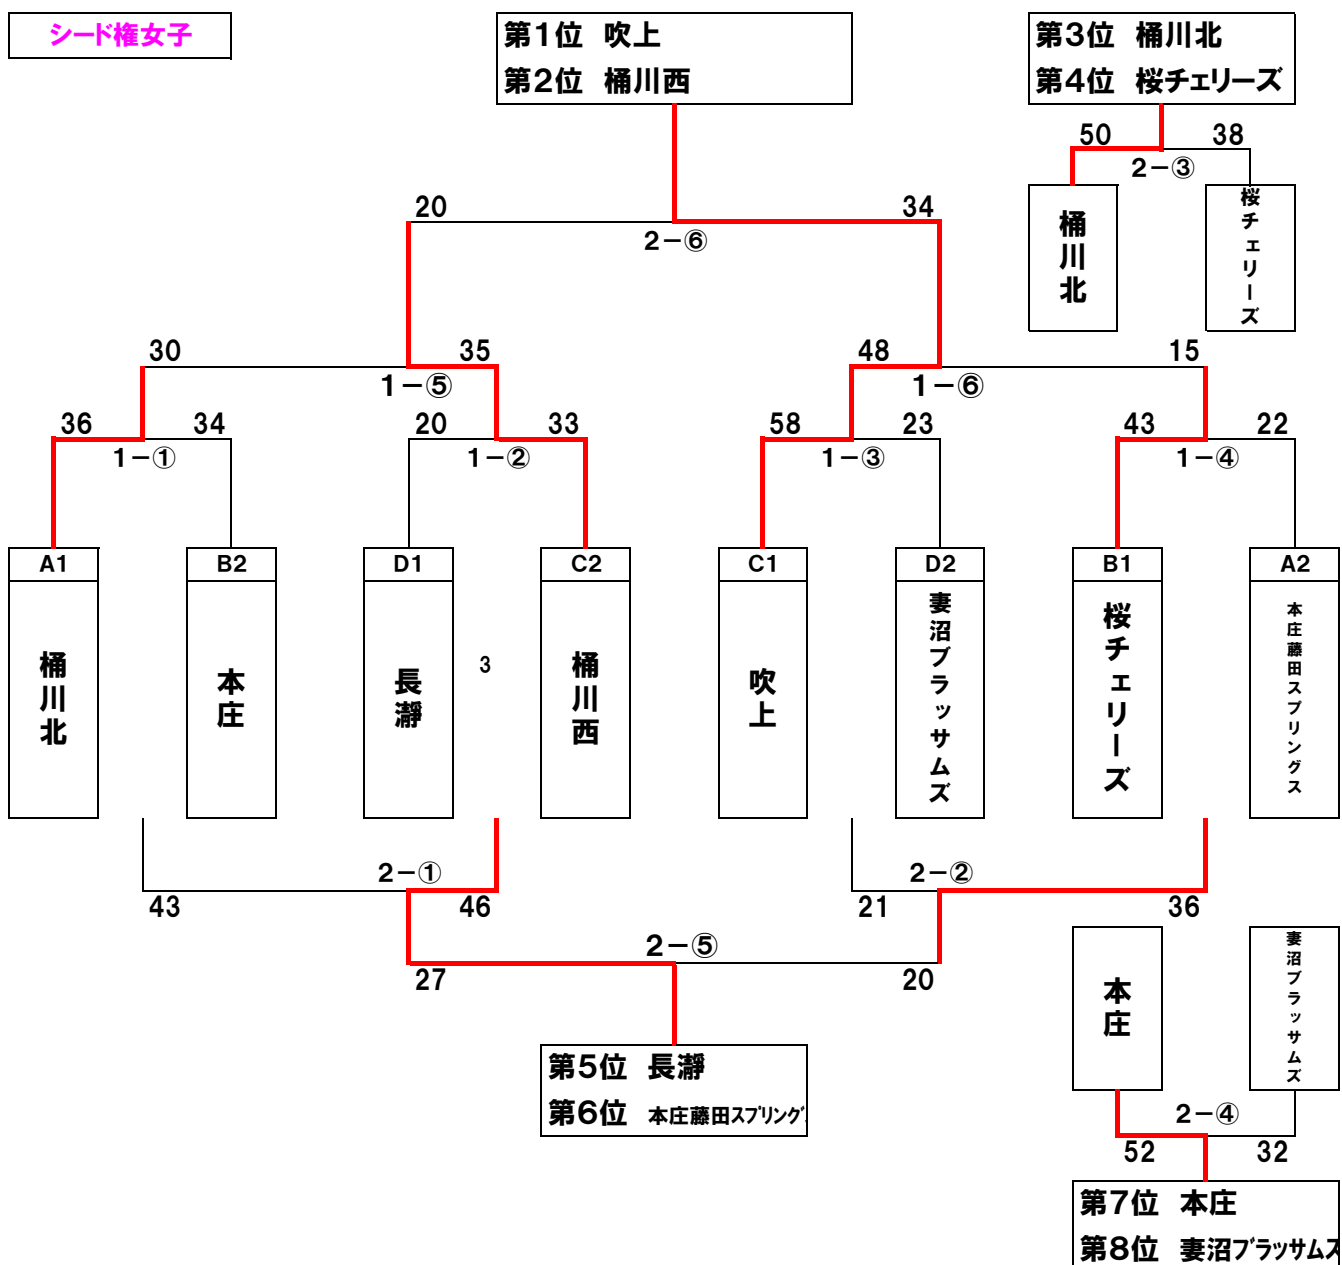 シード権女子
第1位 吹上
第2位 桶川西
第3位 桶川北
第4位 桜チェリーズ
50 38
2-③
桶川北
桜チェリーズ
20 34
2-⑥
30 35
1-⑤
48 15
1-⑥
36 34
1-①
20 33
1-②
58 23
1-③
43 22
1-④
A1 B2 D1 C2 C1 D2 B1 A2
桶川北
本庄
長瀞
3
桶川西
吹上
妻沼ブラッサムズ
桜チェリーズ
本庄藤田スプリングス
2-①
43 46
2-②
21 36
2-⑤
27 20
本庄
妻沼ブラッサムズ
第5位 長瀞
第6位 本庄藤田スプリング
2-④
52 32
第7位 本庄
第8位 妻沼ブラッサムズ